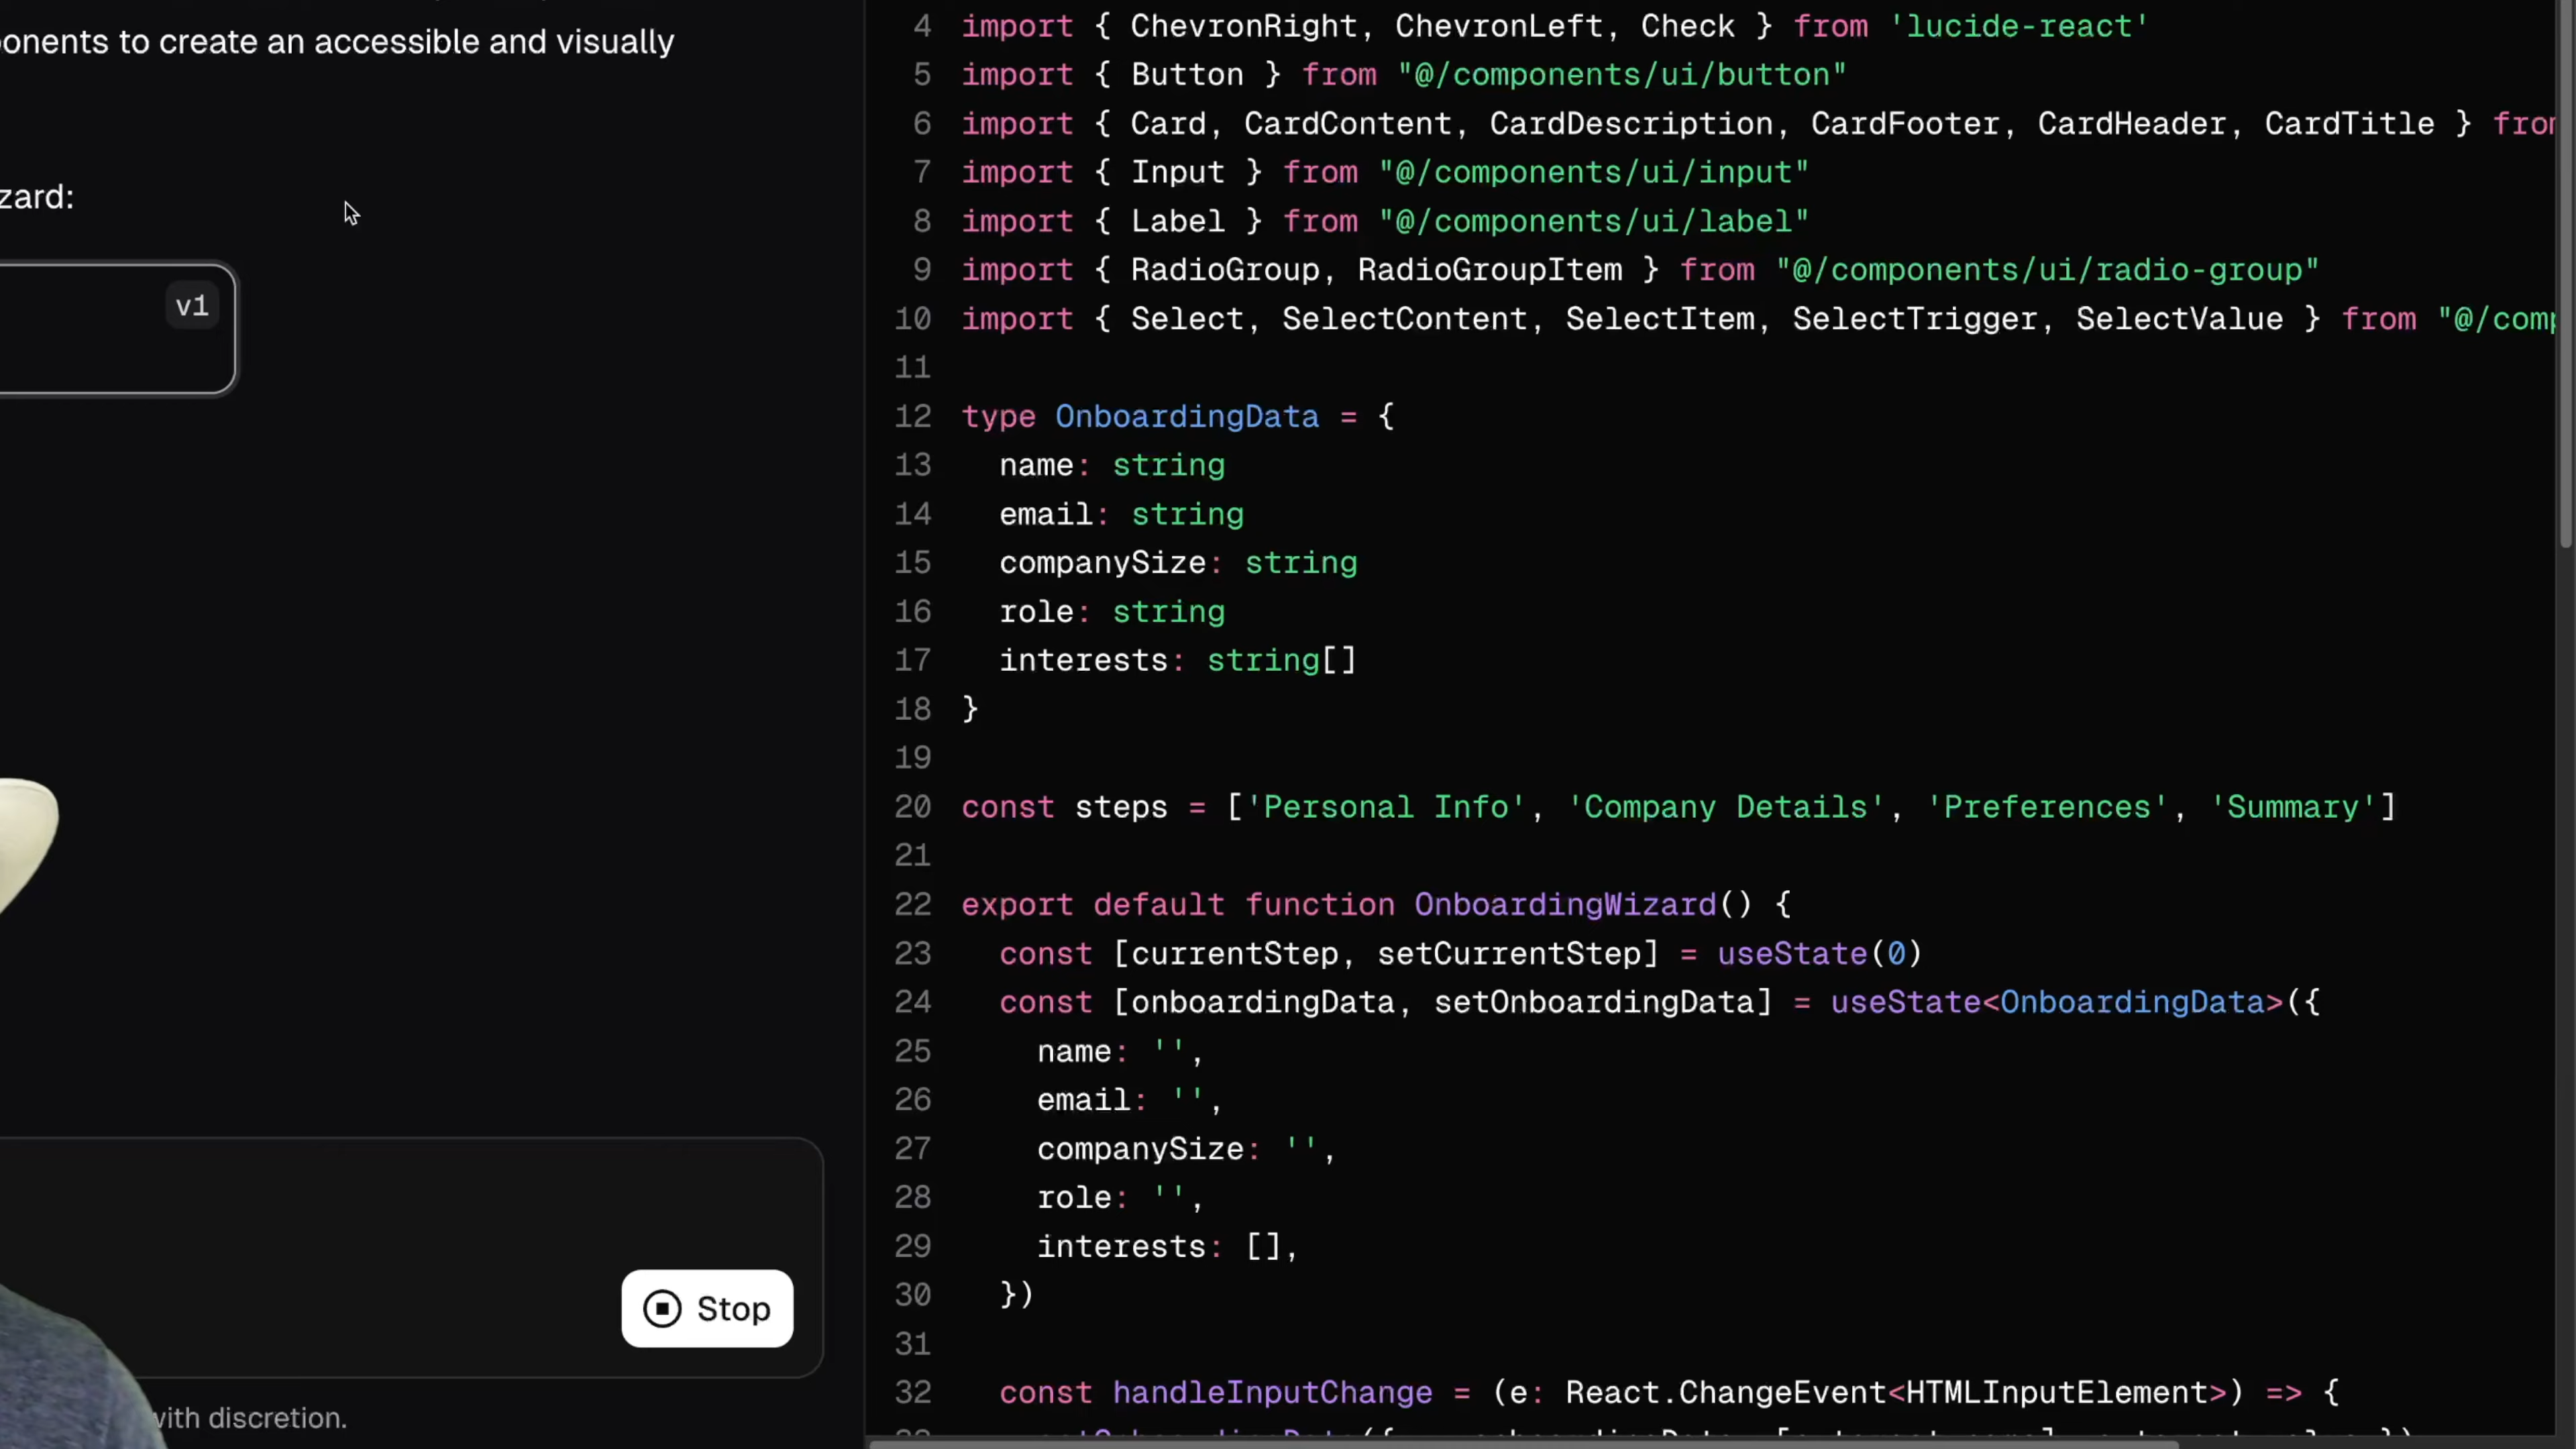 onents to create an accessible and visually
zard:
v1
Stop
with discretion.
4 import { ChevronRight, ChevronLeft, Check } from 'lucide-react'
5 import { Button } from "@/components/ui/button"
6 import { Card, CardContent, CardDescription, CardFooter, CardHeader, CardTitle } from
7 import { Input } from "@/components/ui/input"
8 import { Label } from "@/components/ui/label"
9 import { RadioGroup, RadioGroupItem } from "@/components/ui/radio-group"
10 import { Select, SelectContent, SelectItem, SelectTrigger, SelectValue } from "@/comp
11
12 type OnboardingData = {
13 name: string
14 email: string
15 companySize: string
16 role: string
17 interests: string[]
18 }
19
20 const steps = ['Personal Info', 'Company Details', 'Preferences', 'Summary']
21
22 export default function OnboardingWizard() {
23 const [currentStep, setCurrentStep] = useState(0)
24 const [onboardingData, setOnboardingData] = useState<OnboardingData>({
25 name: '',
26 email: '',
27 companySize: '',
28 role: '',
29 interests: [],
30 })
31
32 const handleInputChange = (e: React.ChangeEvent<HTMLInputElement>) => {